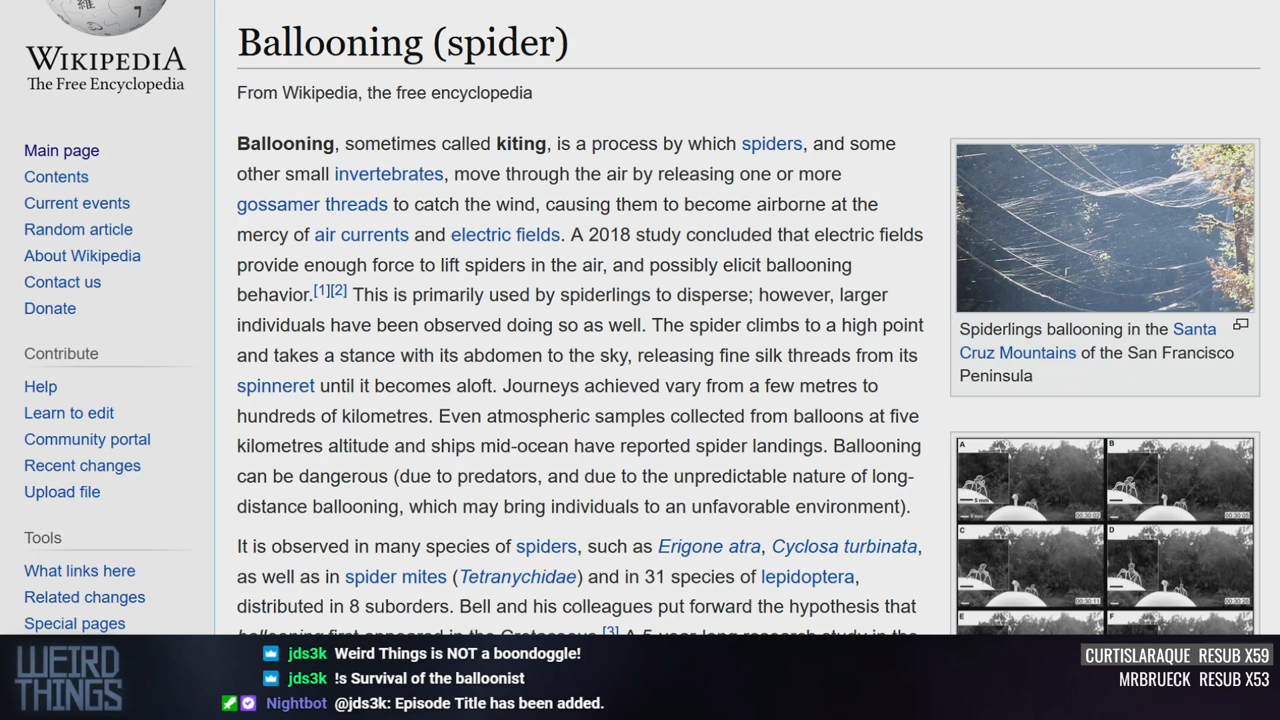 WIKIPEDIA
The Free Encyclopedia
Main page
Contents
Current events
Random article
About Wikipedia
Contact us
Donate
Contribute
Help
Learn to edit
Community portal
Recent changes
Upload file
Tools
What links here
Related changes
Special pages
Ballooning (spider)
From Wikipedia, the free encyclopedia
Ballooning, sometimes called kiting, is a process by which spiders, and some
other small invertebrates, move through the air by releasing one or more
gossamer threads to catch the wind, causing them to become airborne at the
mercy of air currents and electric fields. A 2018 study concluded that electric fields
provide enough force to lift spiders in the air, and possibly elicit ballooning
behavior.[1][2] This is primarily used by spiderlings to disperse; however, larger
individuals have been observed doing so as well. The spider climbs to a high point
and takes a stance with its abdomen to the sky, releasing fine silk threads from its
spinneret until it becomes aloft. Journeys achieved vary from a few metres to
hundreds of kilometres. Even atmospheric samples collected from balloons at five
kilometres altitude and ships mid-ocean have reported spider landings. Ballooning
can be dangerous (due to predators, and due to the unpredictable nature of long-
distance ballooning, which may bring individuals to an unfavorable environment).
It is observed in many species of spiders, such as Erigone atra, Cyclosa turbinata,
as well as in spider mites (Tetranychidae) and in 31 species of lepidoptera,
distributed in 8 suborders. Bell and his colleagues put forward the hypothesis that
ballooning first appeared in the Cretaceous.[3] A 5-year-long research study in the
Spiderlings ballooning in the Santa
Cruz Mountains of the San Francisco
Peninsula
A
B
C
D
E
F
WEIRD
THINGS
jds3k Weird Things is NOT a boondoggle!
jds3k !s Survival of the balloonist
Nightbot @jds3k: Episode Title has been added.
CURTISLARAQUE RESUB X59
MRBRUECK RESUB X53